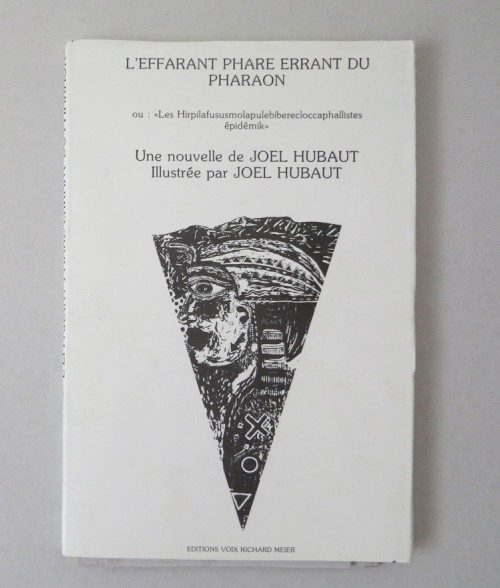 L'EFFARANT PHARE ERRANT DU
PHARAON
ou : «Les Hirpilafususmolapulebiberecloccaphallistes
épidémik»
Une nouvelle de JOEL HUBAUT
Illustrée par JOEL HUBAUT
EDITIONS VOIX RICHARD MEIER